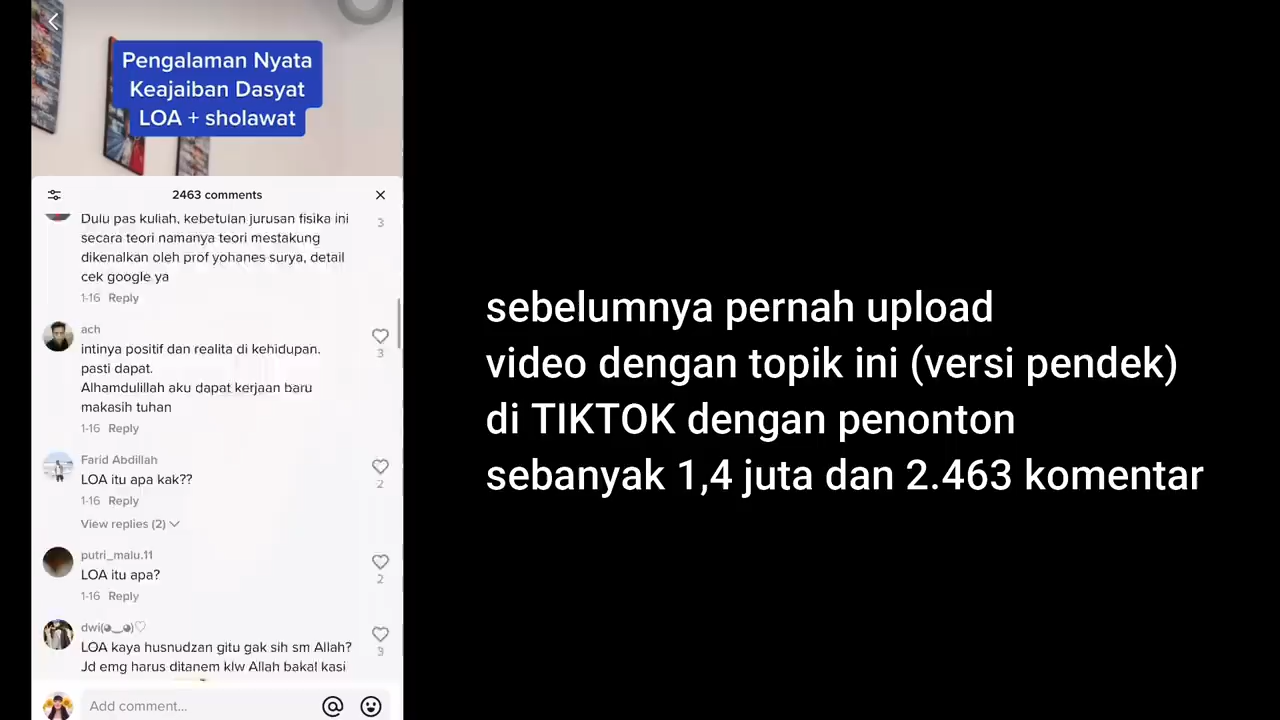 Pengalaman Nyata
Keajaiban Dasyat
LOA + sholawat
2463 comments
Dulu pas kuliah, kebetulan jurusan fisika ini
secara teori namanya teori mestakung
dikenalkan oleh prof yohanes surya, detail
cek google ya
3
1-16 Reply
ach
intinya positif dan realita di kehidupan.
pasti dapat.
Alhamdulillah aku dapat kerjaan baru
makasih tuhan
3
1-16 Reply
Farid Abdillah
LOA itu apa kak??
2
1-16 Reply
View replies (2)
putri_malu.11
LOA itu apa?
2
1-16 Reply
dwi(◕‿◕)♡
LOA kaya husnudzan gitu gak sih sm Allah?
Jd emg harus ditanem klw Allah bakal kasi
3
Add comment...
sebelumnya pernah upload
video dengan topik ini (versi pendek)
di TIKTOK dengan penonton
sebanyak 1,4 juta dan 2.463 komentar